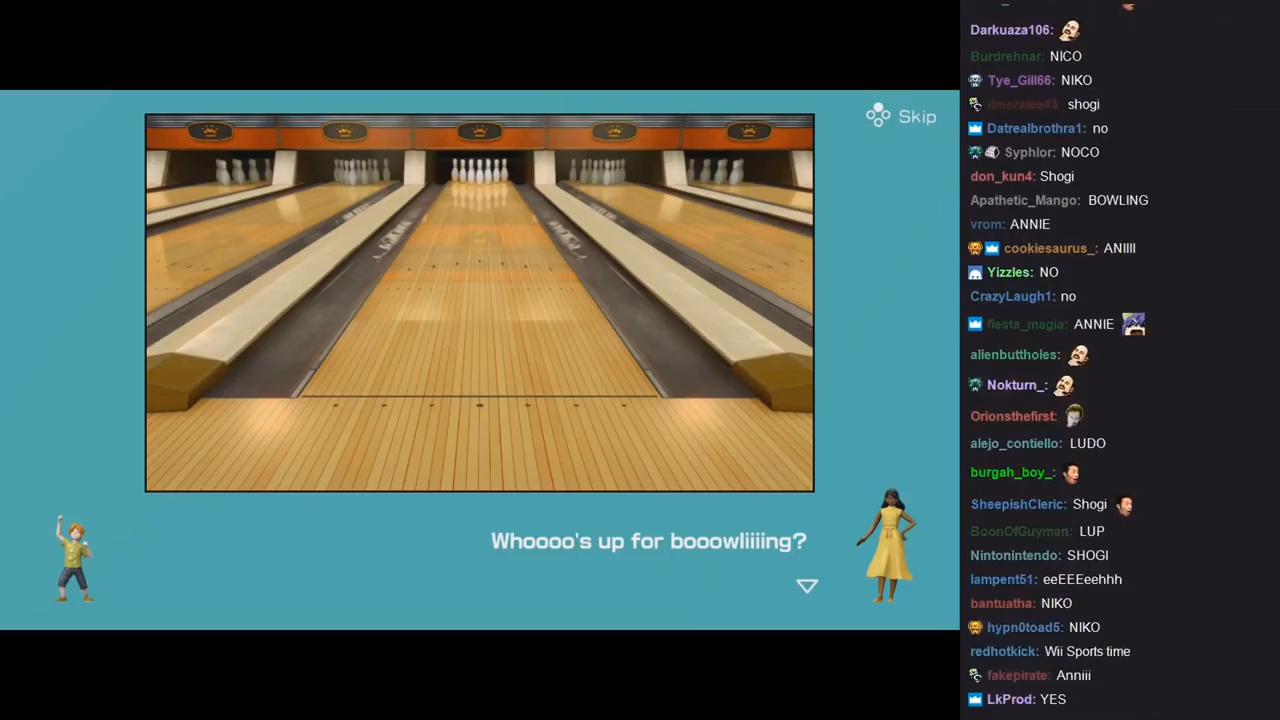 Skip
Whoooo's up for booowliiiing?
Darkuaza106:
Burdrehnar: NICO
Tye_Gill66: NIKO
ilmorales43 shogi
Datrealbrothra1: no
Syphlor: NOCO
don_kun4: Shogi
Apathetic_Mango: BOWLING
vrom: ANNIE
cookiesaurus_: ANIIII
Yizzles: NO
CrazyLaugh1: no
fiesta_magia: ANNIE
alienbuttholes:
Nokturn_:
Orionsthefirst:
alejo_contiello: LUDO
burgah_boy_:
SheepishCleric: Shogi
BoonOfGuyman: LUP
Nintonintendo: SHOGI
lampent51: eeEEEeehhh
bantuatha: NIKO
hypn0toad5: NIKO
redhotkick: Wii Sports time
fakepirate: Anniii
LkProd: YES